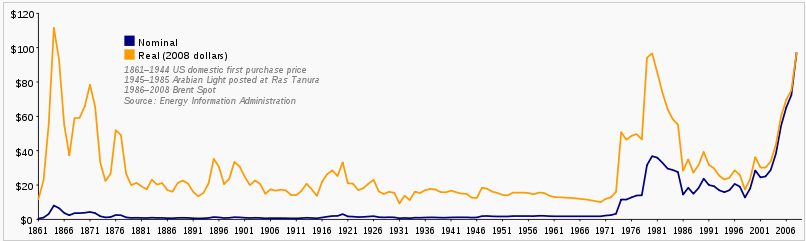 $120
$100
$80
$60
$40
$20
$0
Nominal
Real (2008 dollars)
1861–1944 US domestic first purchase price
1945–1985 Arabian Light posted at Ras Tanura
1986–2008 Brent Spot
Source: Energy Information Administration
1861 1866 1871 1876 1881 1886 1891 1896 1901 1906 1911 1916 1921 1926 1931 1936 1941 1946 1951 1956 1961 1966 1971 1976 1981 1986 1991 1996 2001 2006